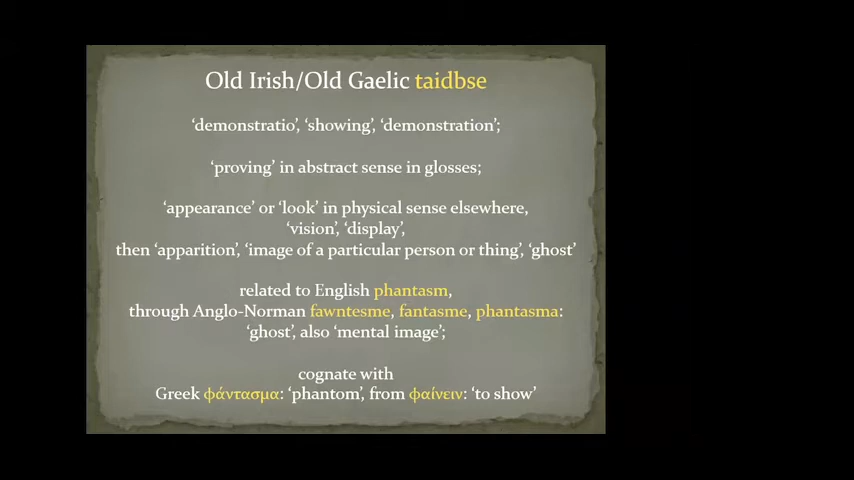 Old Irish/Old Gaelic taidbse
‘demonstratio’, ‘showing’, ‘demonstration’;
‘proving’ in abstract sense in glosses;
‘appearance’ or ‘look’ in physical sense elsewhere,
‘vision’, ‘display’,
then ‘apparition’, ‘image of a particular person or thing’, ‘ghost’
related to English phantasm,
through Anglo-Norman fawntesme, fantasme, phantasma:
‘ghost’, also ‘mental image’;
cognate with
Greek φάντασμα: ‘phantom’, from φαίνειν: ‘to show’